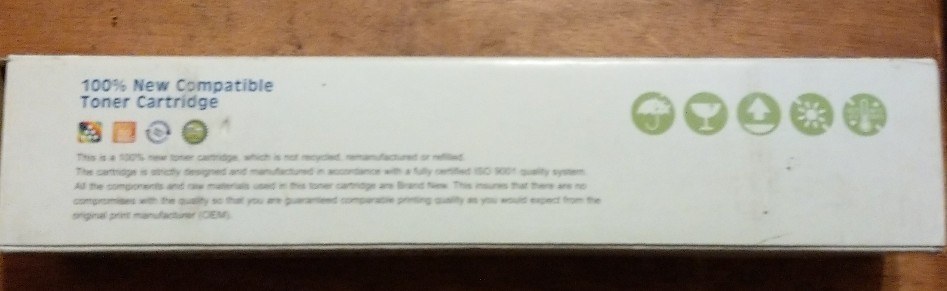 100% New Compatible
Toner Cartridge
This is a 100% new toner cartridge, which is not recycled, remanufactured or refilled.
The cartridge is strictly designed and manufactured in accordance with a fully certified ISO 9001 quality system.
All the components and raw materials used in this toner cartridge are Brand New. This insures that there are no
compromises with the quality so that you are guaranteed comparable printing quality as you would expect from the
original print manufacturer (OEM).